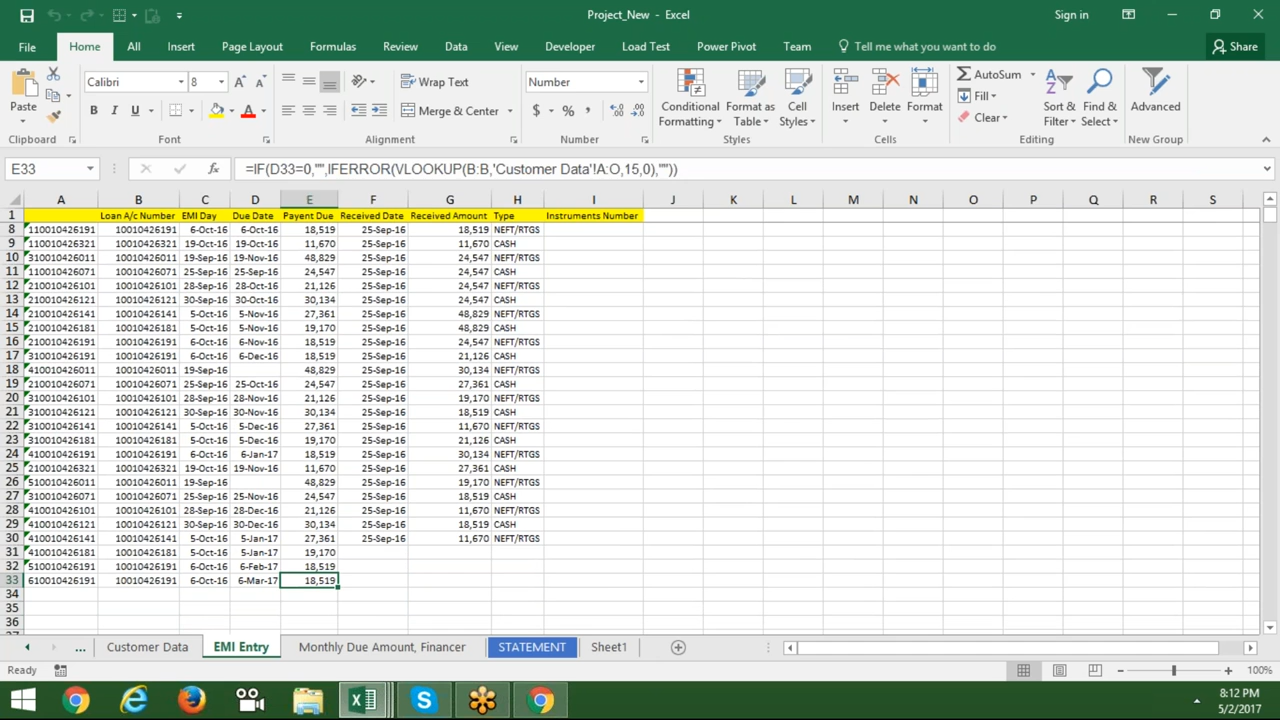 Project_New - Excel
Sign in
File Home All Insert Page Layout Formulas Review Data View Developer Load Test Power Pivot Team Tell me what you want to do Share
Paste
Clipboard
Calibri 8
B I U
Font
Wrap Text
Merge & Center
Alignment
Number
$ % ,
Number
Conditional Formatting
Format as Table
Cell Styles
Styles
Insert Delete Format
Cells
AutoSum
Fill
Clear
Sort & Filter
Find & Select
Editing
Advanced
New Group
E33 =IF(D33=0,"",IFERROR(VLOOKUP(B:B,'Customer Data'!A:O,15,0),""))
A B C D E F G H I J K L M N O P Q R S
1 Loan A/c Number EMI Day Due Date Payent Due Received Date Received Amount Type Instruments Number
8 110010426191 10010426191 6-Oct-16 6-Oct-16 18,519 25-Sep-16 18,519 NEFT/RTGS
9 110010426321 10010426321 19-Oct-16 19-Oct-16 11,670 25-Sep-16 11,670 CASH
10 310010426011 10010426011 19-Sep-16 19-Nov-16 48,829 25-Sep-16 24,547 NEFT/RTGS
11 110010426071 10010426071 25-Sep-16 25-Sep-16 24,547 25-Sep-16 24,547 CASH
12 210010426101 10010426101 28-Sep-16 28-Oct-16 21,126 25-Sep-16 24,547 NEFT/RTGS
13 210010426121 10010426121 30-Sep-16 30-Oct-16 30,134 25-Sep-16 24,547 CASH
14 210010426141 10010426141 5-Oct-16 5-Nov-16 27,361 25-Sep-16 48,829 NEFT/RTGS
15 210010426181 10010426181 5-Oct-16 5-Nov-16 19,170 25-Sep-16 48,829 CASH
16 210010426191 10010426191 6-Oct-16 6-Nov-16 18,519 25-Sep-16 24,547 NEFT/RTGS
17 310010426191 10010426191 6-Oct-16 6-Dec-16 18,519 25-Sep-16 21,126 CASH
18 410010426011 10010426011 19-Sep-16 48,829 25-Sep-16 30,134 NEFT/RTGS
19 210010426071 10010426071 25-Sep-16 25-Oct-16 24,547 25-Sep-16 27,361 CASH
20 310010426101 10010426101 28-Sep-16 28-Nov-16 21,126 25-Sep-16 19,170 NEFT/RTGS
21 310010426121 10010426121 30-Sep-16 30-Nov-16 30,134 25-Sep-16 18,519 CASH
22 310010426141 10010426141 5-Oct-16 5-Dec-16 27,361 25-Sep-16 11,670 NEFT/RTGS
23 310010426181 10010426181 5-Oct-16 5-Dec-16 19,170 25-Sep-16 21,126 CASH
24 410010426191 10010426191 6-Oct-16 6-Jan-17 18,519 25-Sep-16 30,134 NEFT/RTGS
25 210010426321 10010426321 19-Oct-16 19-Nov-16 11,670 25-Sep-16 27,361 CASH
26 510010426011 10010426011 19-Sep-16 48,829 25-Sep-16 19,170 NEFT/RTGS
27 310010426071 10010426071 25-Sep-16 25-Nov-16 24,547 25-Sep-16 18,519 CASH
28 410010426101 10010426101 28-Sep-16 28-Dec-16 21,126 25-Sep-16 11,670 NEFT/RTGS
29 410010426121 10010426121 30-Sep-16 30-Dec-16 30,134 25-Sep-16 18,519 CASH
30 410010426141 10010426141 5-Oct-16 5-Jan-17 27,361 25-Sep-16 11,670 NEFT/RTGS
31 410010426181 10010426181 5-Oct-16 5-Jan-17 19,170
32 510010426191 10010426191 6-Oct-16 6-Feb-17 18,519
33 610010426191 10010426191 6-Oct-16 6-Mar-17 18,519
34
35
36
... Customer Data EMI Entry Monthly Due Amount, Financer STATEMENT Sheet1
Ready 100%
8:12 PM
5/2/2017